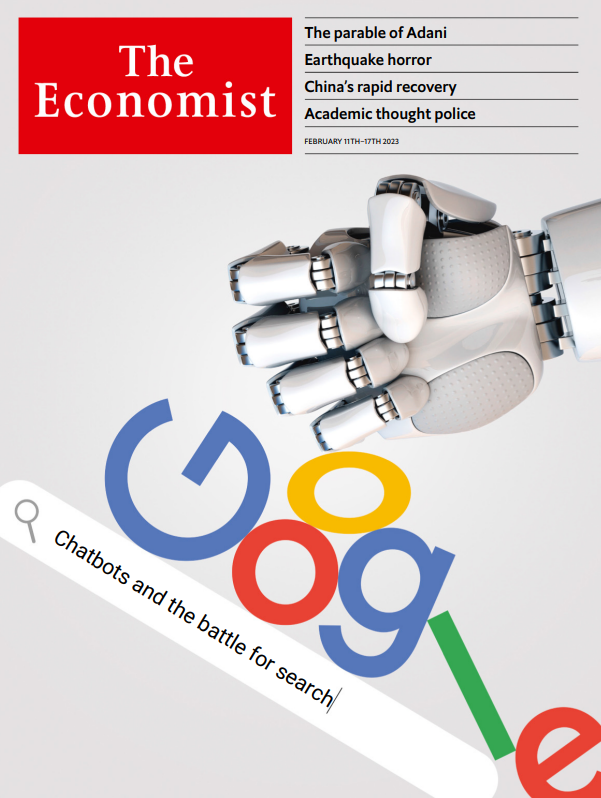 The
Economist
The parable of Adani
Earthquake horror
China's rapid recovery
Academic thought police
FEBRUARY 11TH–17TH 2023
Google
Chatbots and the battle for search